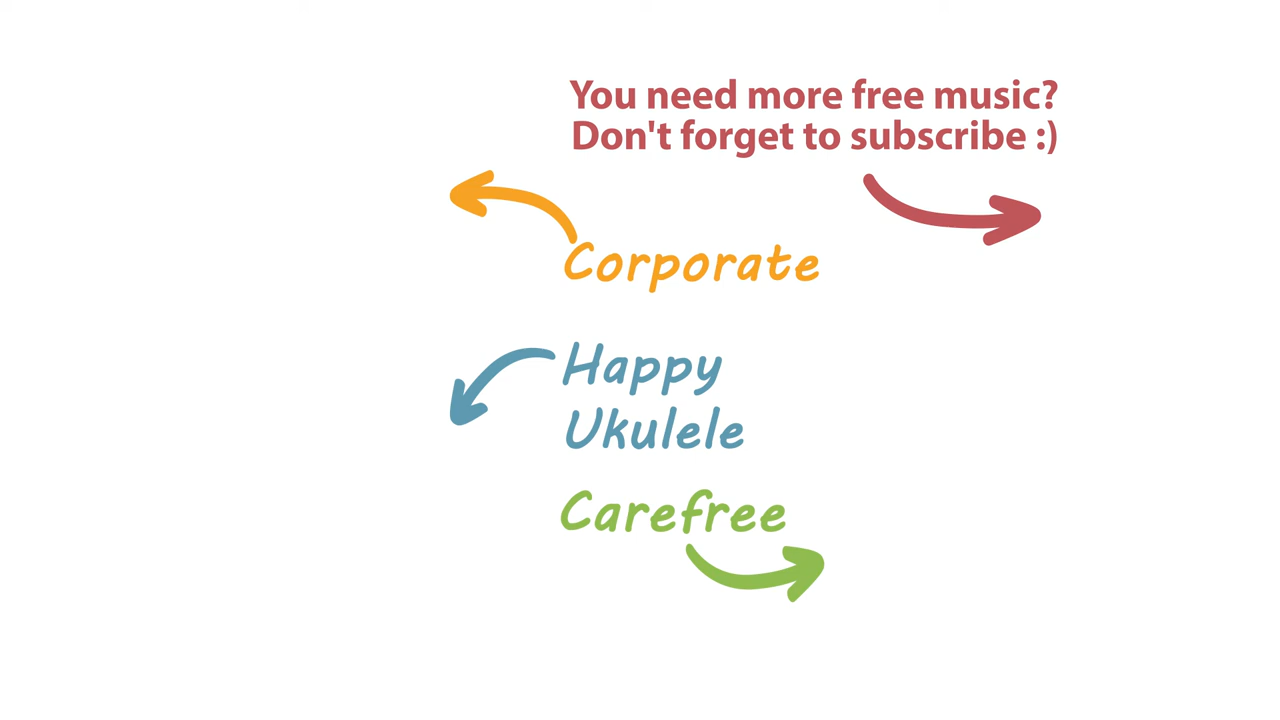 You need more free music?
Don't forget to subscribe :)
Corporate
Happy
Ukulele
Carefree